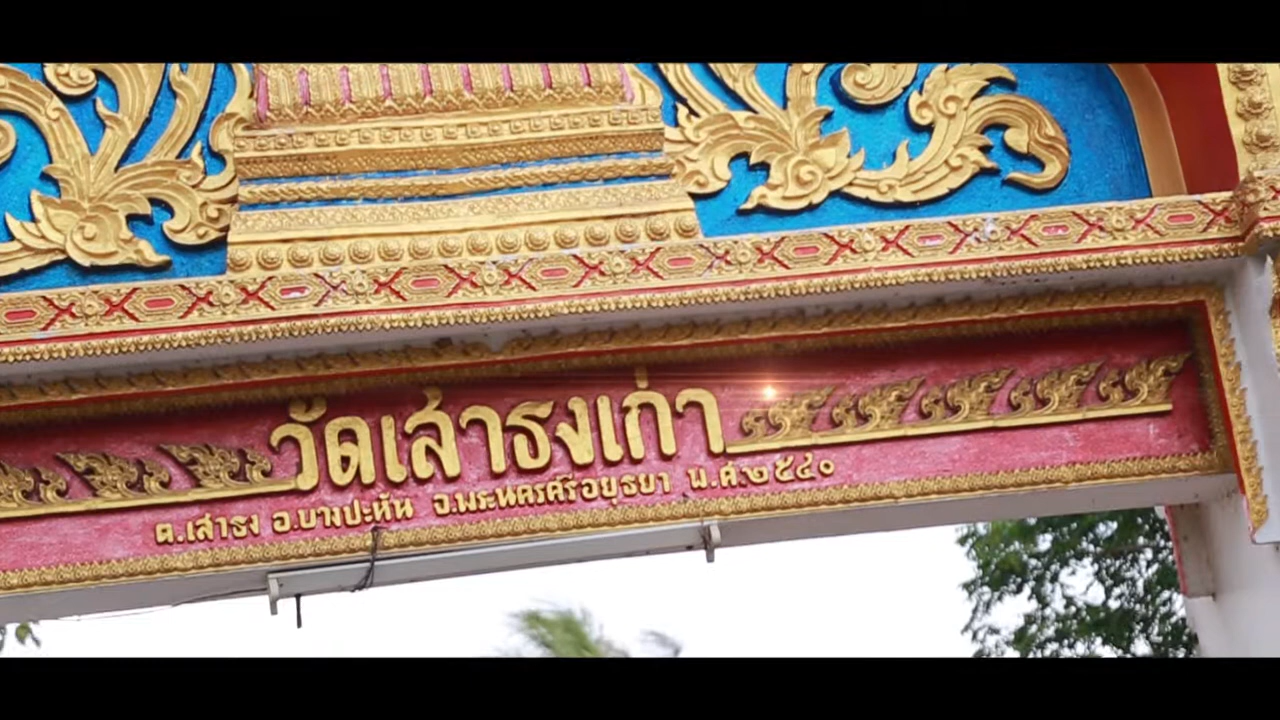 วัดเสาธงเก่า
ต.เสาธง อ.บางปะหัน จ.พระนครศรีอยุธยา พ.ศ.๒๕๔๐